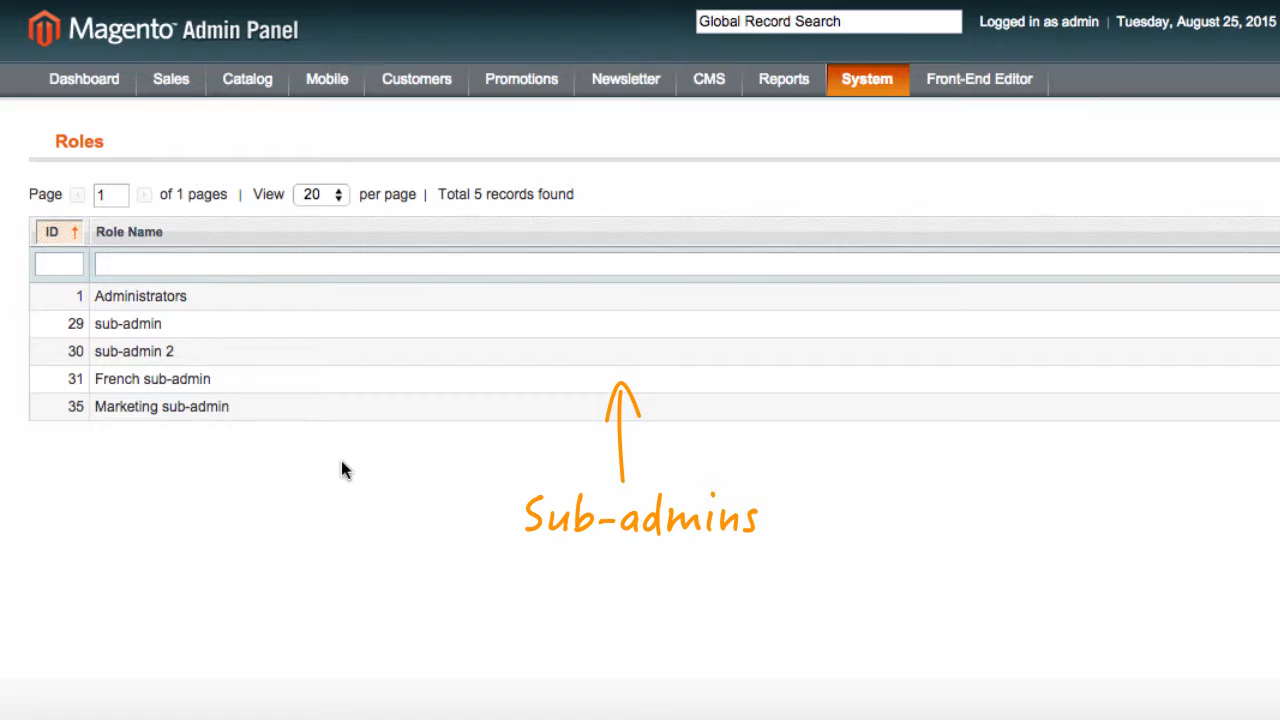 Magento™ Admin Panel Global Record Search Logged in as admin | Tuesday, August 25, 2015
Dashboard Sales Catalog Mobile Customers Promotions Newsletter CMS Reports System Front-End Editor
Roles
Page 1 of 1 pages | View 20 per page | Total 5 records found
ID Role Name
1 Administrators
29 sub-admin
30 sub-admin 2
31 French sub-admin
35 Marketing sub-admin
Sub-admins